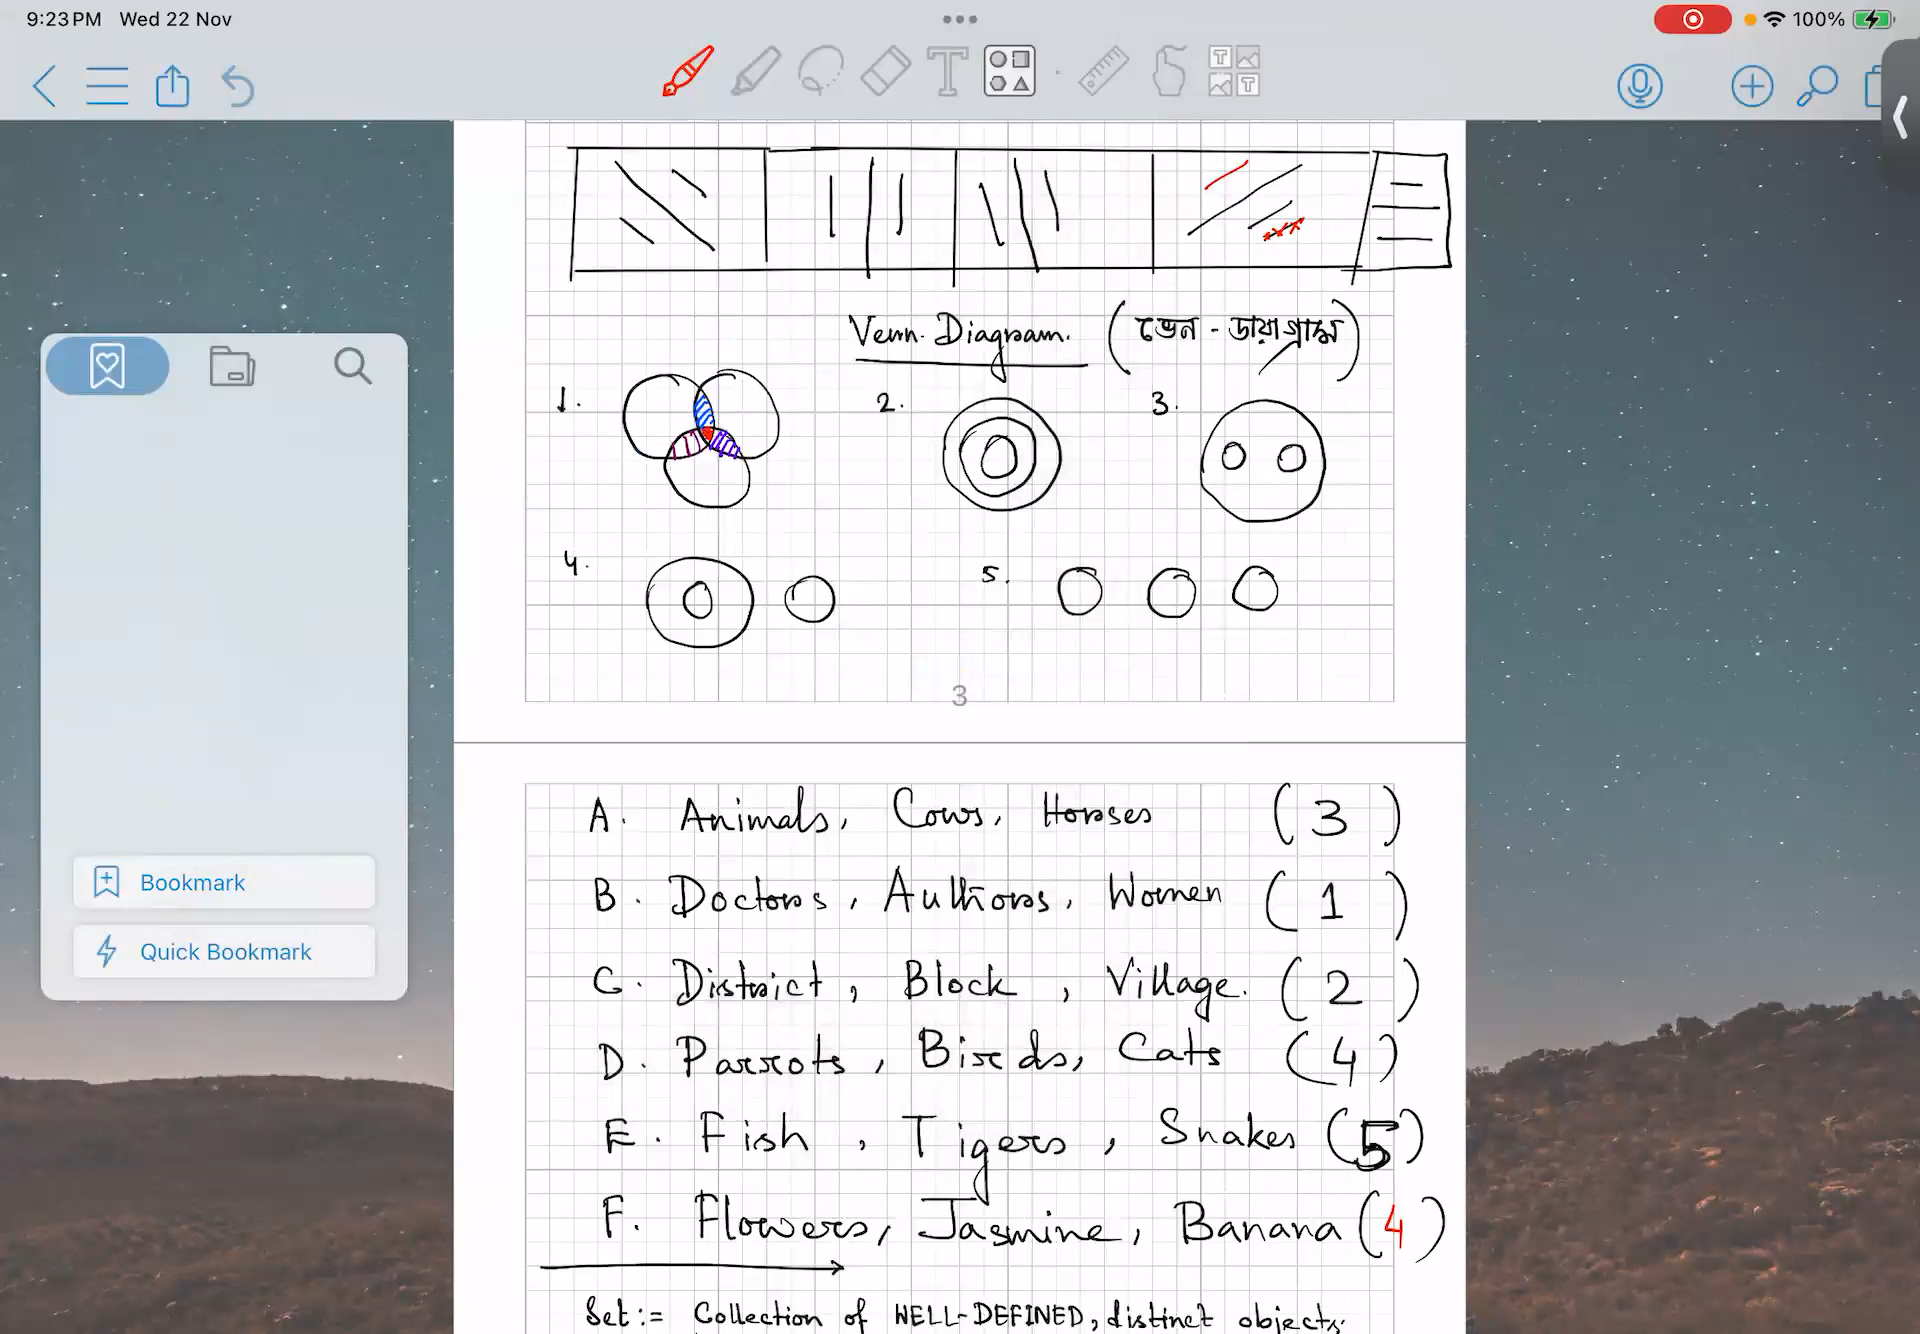 9:23 PM Wed 22 Nov
100%
Venn. Diagram. (ভেন - ডায়াগ্রাম)
1. 2. 3.
4. 5.
3
A. Animals, Cows, Horses (3)
B. Doctors, Authors, Women (1)
C. District, Block, Village. (2)
D. Parrots, Birds, Cats (4)
E. Fish, Tigers, Snakes (5)
F. Flowers, Jasmine, Banana (4)
Set:= Collection of WELL-DEFINED, distinct objects.
Bookmark
Quick Bookmark